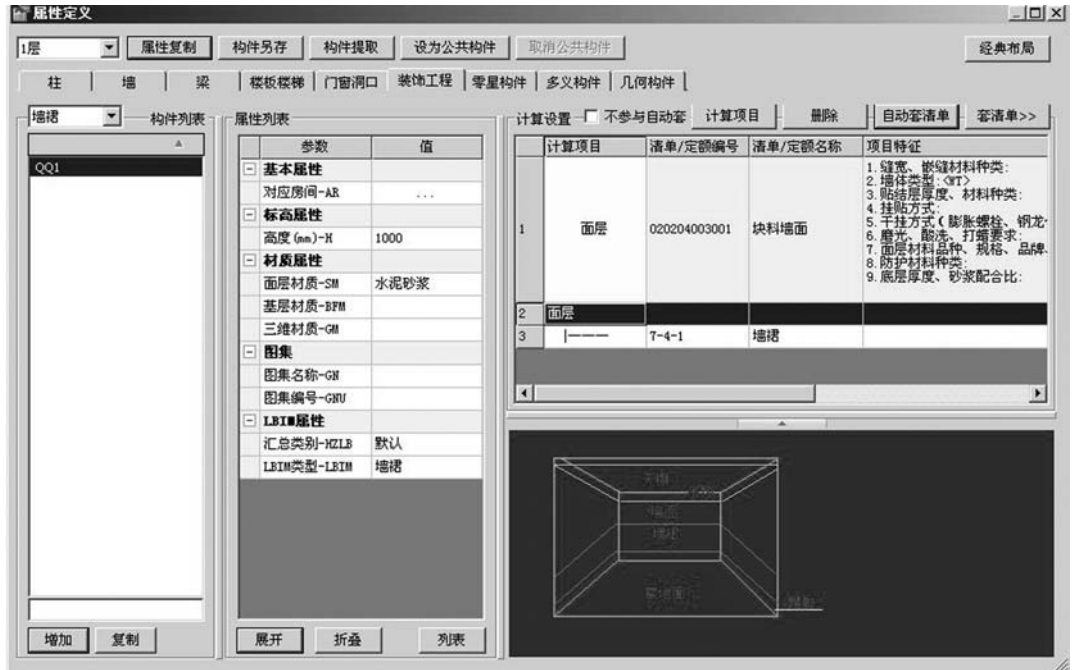 属性定义
1层 属性复制 构件另存 构件提取 设为公共构件 取消公共构件 经典布局
柱 墙 梁 楼板楼梯 门窗洞口 装饰工程 零星构件 多义构件 几何构件
墙裙 构件列表
QQ1
增加 复制
属性列表
参数 值
基本属性
对应房间-AR ...
标高属性
高度(mm)-H 1000
材质属性
面层材质-SM 水泥砂浆
基层材质-BFM
三维材质-GM
图集
图集名称-GN
图集编号-GNU
LBIM属性
汇总类别-HZLB 默认
LBIM类型-LBIM 墙裙
展开 折叠 列表
计算设置 不参与自动套 计算项目 删除 自动套清单 套清单>>
计算项目 清单/定额编号 清单/定额名称 项目特征
1 面层 020204003001 块料墙面
1.缝宽、嵌缝材料种类:
2.墙体类型:<WT>
3.贴结层厚度、材料种类:
4.挂贴方式:
5.干挂方式(膨胀螺栓、钢龙
6.磨光、酸洗、打蜡要求:
7.面层材料品种、规格、品牌、
8.防护材料种类:
9.底层厚度、砂浆配合比:
2 面层
3 |--- 7-4-1 墙裙
墙面
墙裙